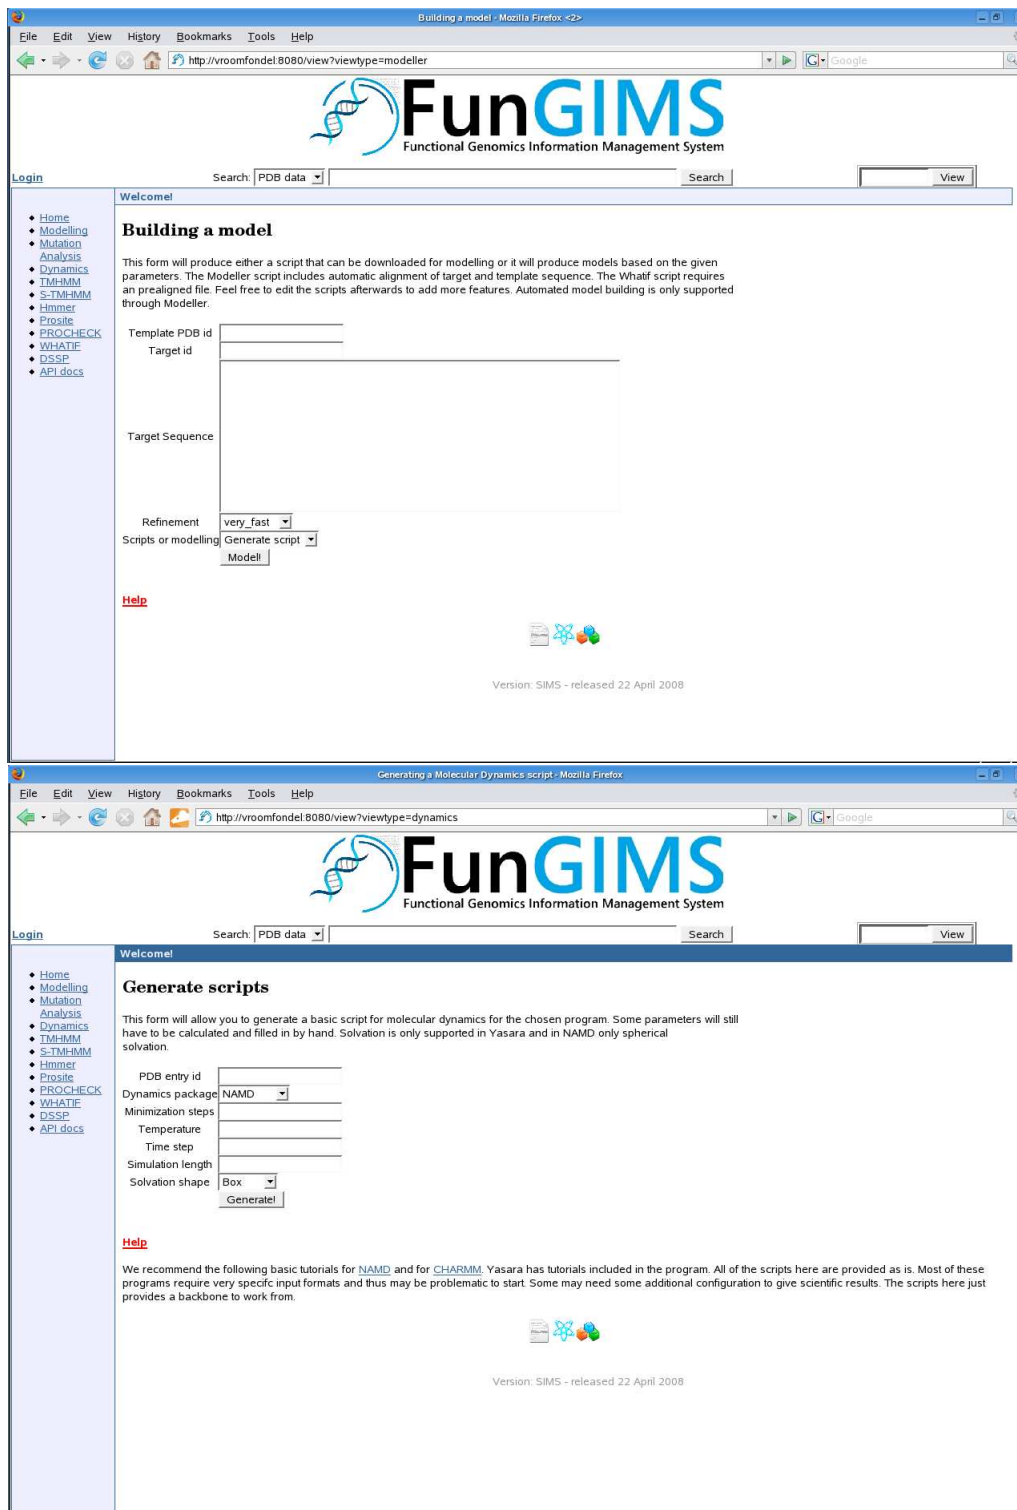 Building a model - Mozilla Firefox <2>
File Edit View History Bookmarks Tools Help
http://vroomfondel:8080/view?viewtype=modeller
G Google
FunGIMS
Functional Genomics Information Management System
Login
Search: PDB data Search View
Welcome!
Home
Modelling
Mutation
Analysis
Dynamics
TMHMM
S-TMHMM
Hmmer
Prosite
PROCHECK
WHATIF
DSSP
API docs
Building a model
This form will produce either a script that can be downloaded for modelling or it will produce models based on the given
parameters. The Modeller script includes automatic alignment of target and template sequence. The Whatif script requires
an prealigned file. Feel free to edit the scripts afterwards to add more features. Automated model building is only supported
through Modeller.
Template PDB id
Target id
Target Sequence
Refinement very_fast
Scripts or modelling Generate script
Model!
Help
Version: SIMS - released 22 April 2008
Generating a Molecular Dynamics script - Mozilla Firefox
File Edit View History Bookmarks Tools Help
http://vroomfondel:8080/view?viewtype=dynamics
G Google
FunGIMS
Functional Genomics Information Management System
Login
Search: PDB data Search View
Welcome!
Home
Modelling
Mutation
Analysis
Dynamics
TMHMM
S-TMHMM
Hmmer
Prosite
PROCHECK
WHATIF
DSSP
API docs
Generate scripts
This form will allow you to generate a basic script for molecular dynamics for the chosen program. Some parameters will still
have to be calculated and filled in by hand. Solvation is only supported in Yasara and in NAMD only spherical
solvation.
PDB entry id
Dynamics package NAMD
Minimization steps
Temperature
Time step
Simulation length
Solvation shape Box
Generate!
Help
We recommend the following basic tutorials for NAMD and for CHARMM. Yasara has tutorials included in the program. All of the scripts here are provided as is. Most of these
programs require very specifc input formats and thus may be problematic to start. Some may need some additional configuration to give scientific results. The scripts here just
provides a backbone to work from.
Version: SIMS - released 22 April 2008